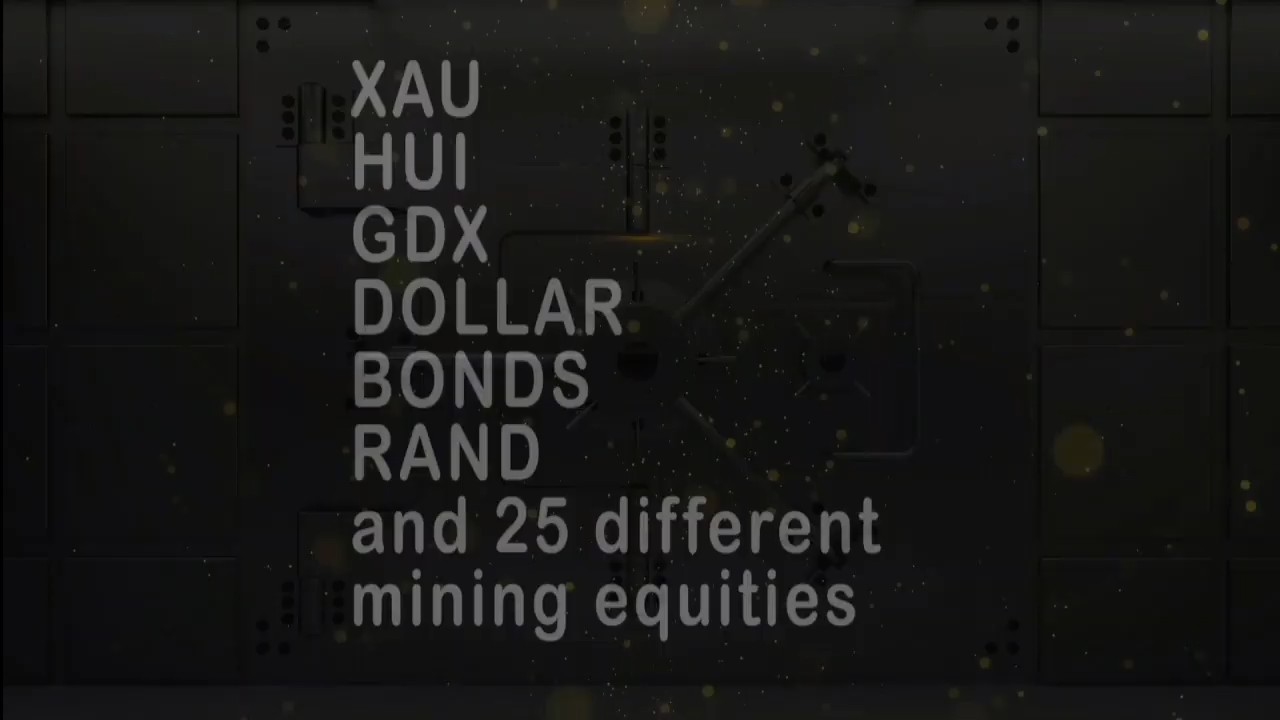 XAU
HUI
GDX
DOLLAR
BONDS
RAND
and 25 different
mining equities